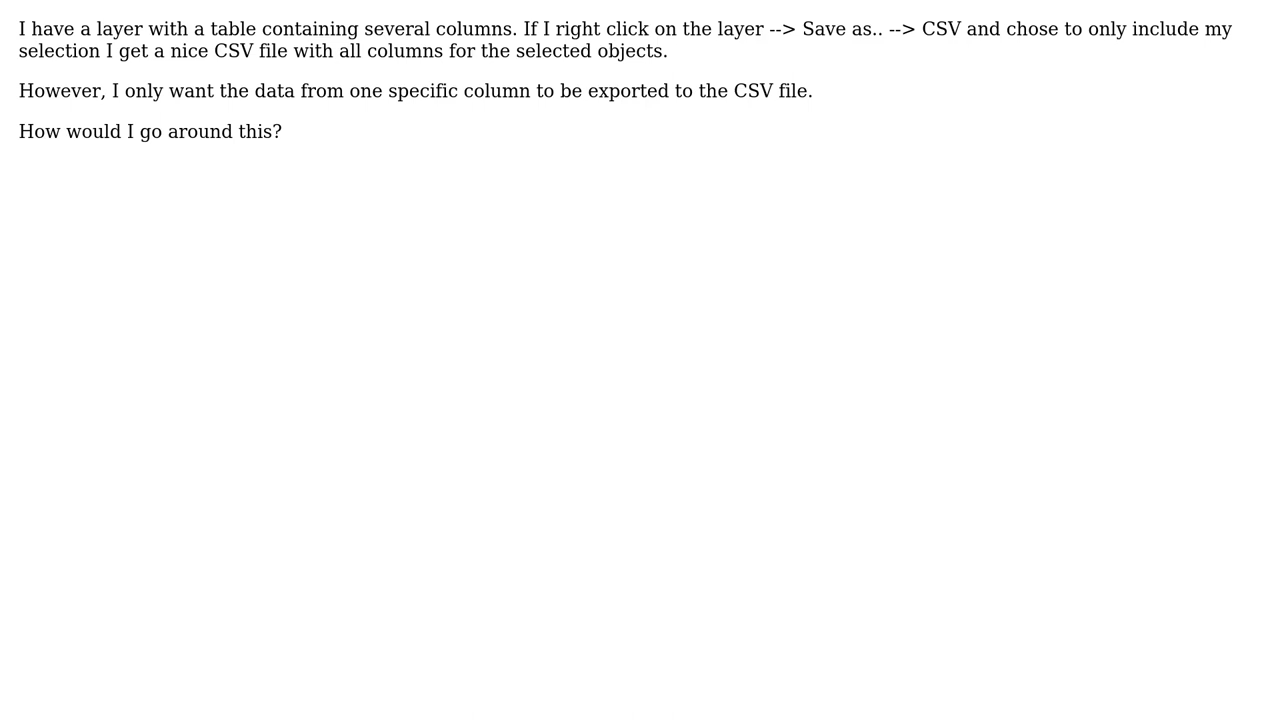 I have a layer with a table containing several columns. If I right click on the layer --> Save as.. --> CSV and chose to only include my
selection I get a nice CSV file with all columns for the selected objects.
However, I only want the data from one specific column to be exported to the CSV file.
How would I go around this?